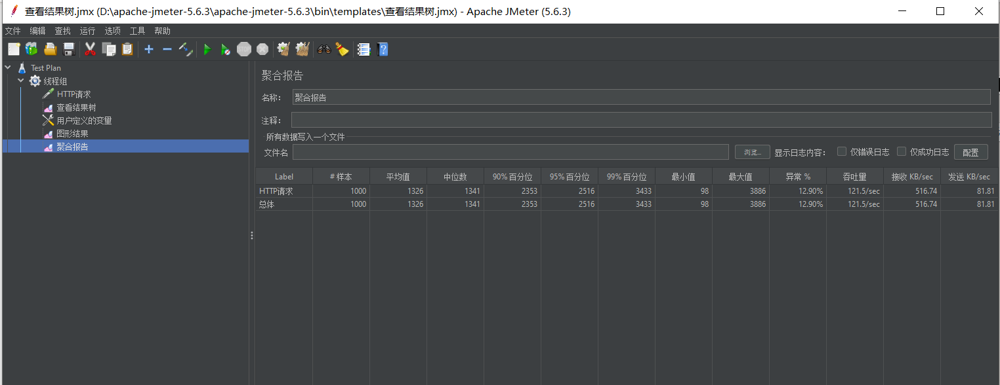 查看结果树.jmx (D:\apache-jmeter-5.6.3\apache-jmeter-5.6.3\bin\templates\查看结果树.jmx) - Apache JMeter (5.6.3)
文件 编辑 查找 运行 选项 工具 帮助
STOP
Test Plan
线程组
HTTP请求
查看结果树
用户定义的变量
图形结果
聚合报告
聚合报告
名称： 聚合报告
注释：
所有数据写入一个文件
文件名 浏览... 显示日志内容： 仅错误日志 仅成功日志 配置
Label # 样本 平均值 中位数 90% 百分位 95% 百分位 99% 百分位 最小值 最大值 异常 % 吞吐量 接收 KB/sec 发送 KB/sec
HTTP请求 1000 1326 1341 2353 2516 3433 98 3886 12.90% 121.5/sec 516.74 81.81
总体 1000 1326 1341 2353 2516 3433 98 3886 12.90% 121.5/sec 516.74 81.81